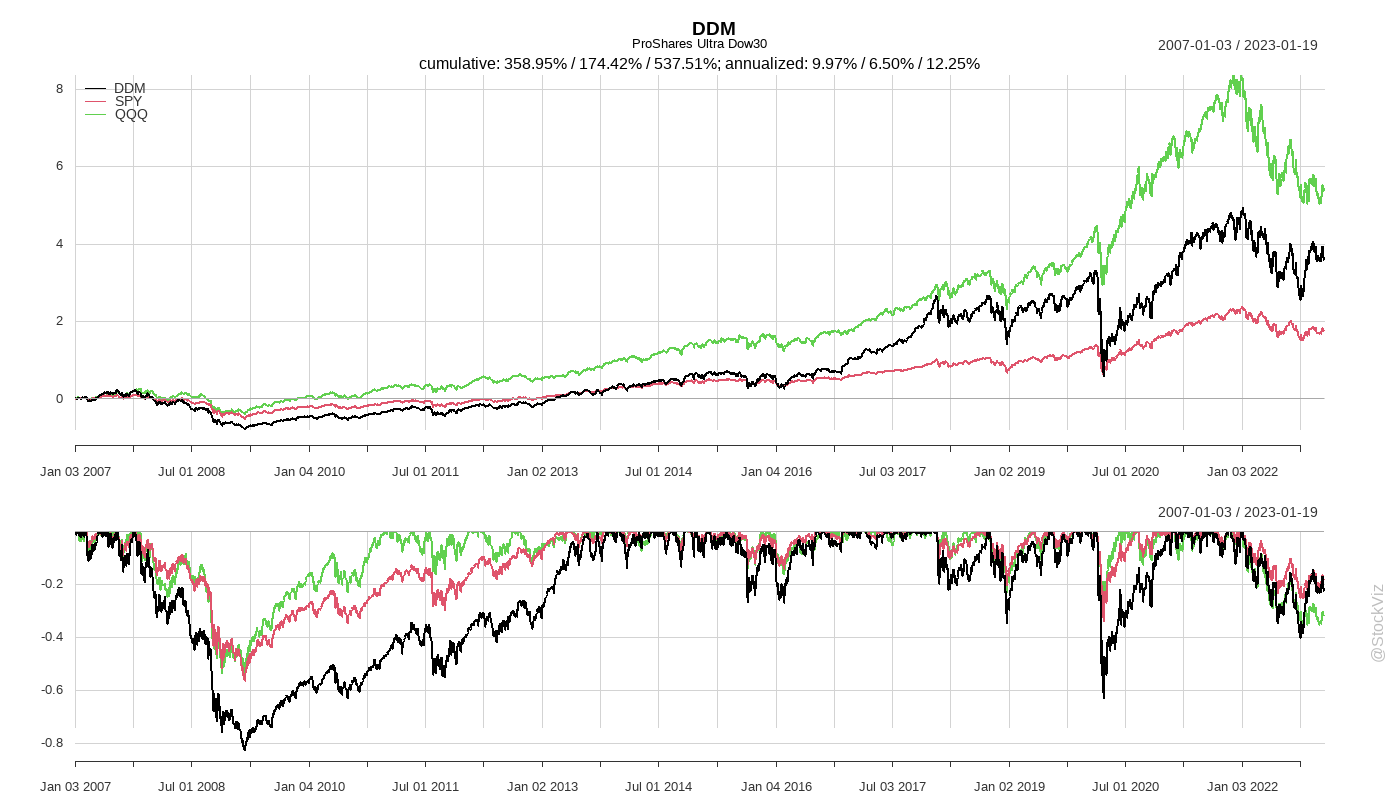 DDM
ProShares Ultra Dow30
2007-01-03 / 2023-01-19
cumulative: 358.95% / 174.42% / 537.51%; annualized: 9.97% / 6.50% / 12.25%
DDM
SPY
QQQ
8
6
4
2
0
Jan 03 2007 Jul 01 2008 Jan 04 2010 Jul 01 2011 Jan 02 2013 Jul 01 2014 Jan 04 2016 Jul 03 2017 Jan 02 2019 Jul 01 2020 Jan 03 2022
2007-01-03 / 2023-01-19
-0.2
-0.4
-0.6
-0.8
Jan 03 2007 Jul 01 2008 Jan 04 2010 Jul 01 2011 Jan 02 2013 Jul 01 2014 Jan 04 2016 Jul 03 2017 Jan 02 2019 Jul 01 2020 Jan 03 2022
@StockViz